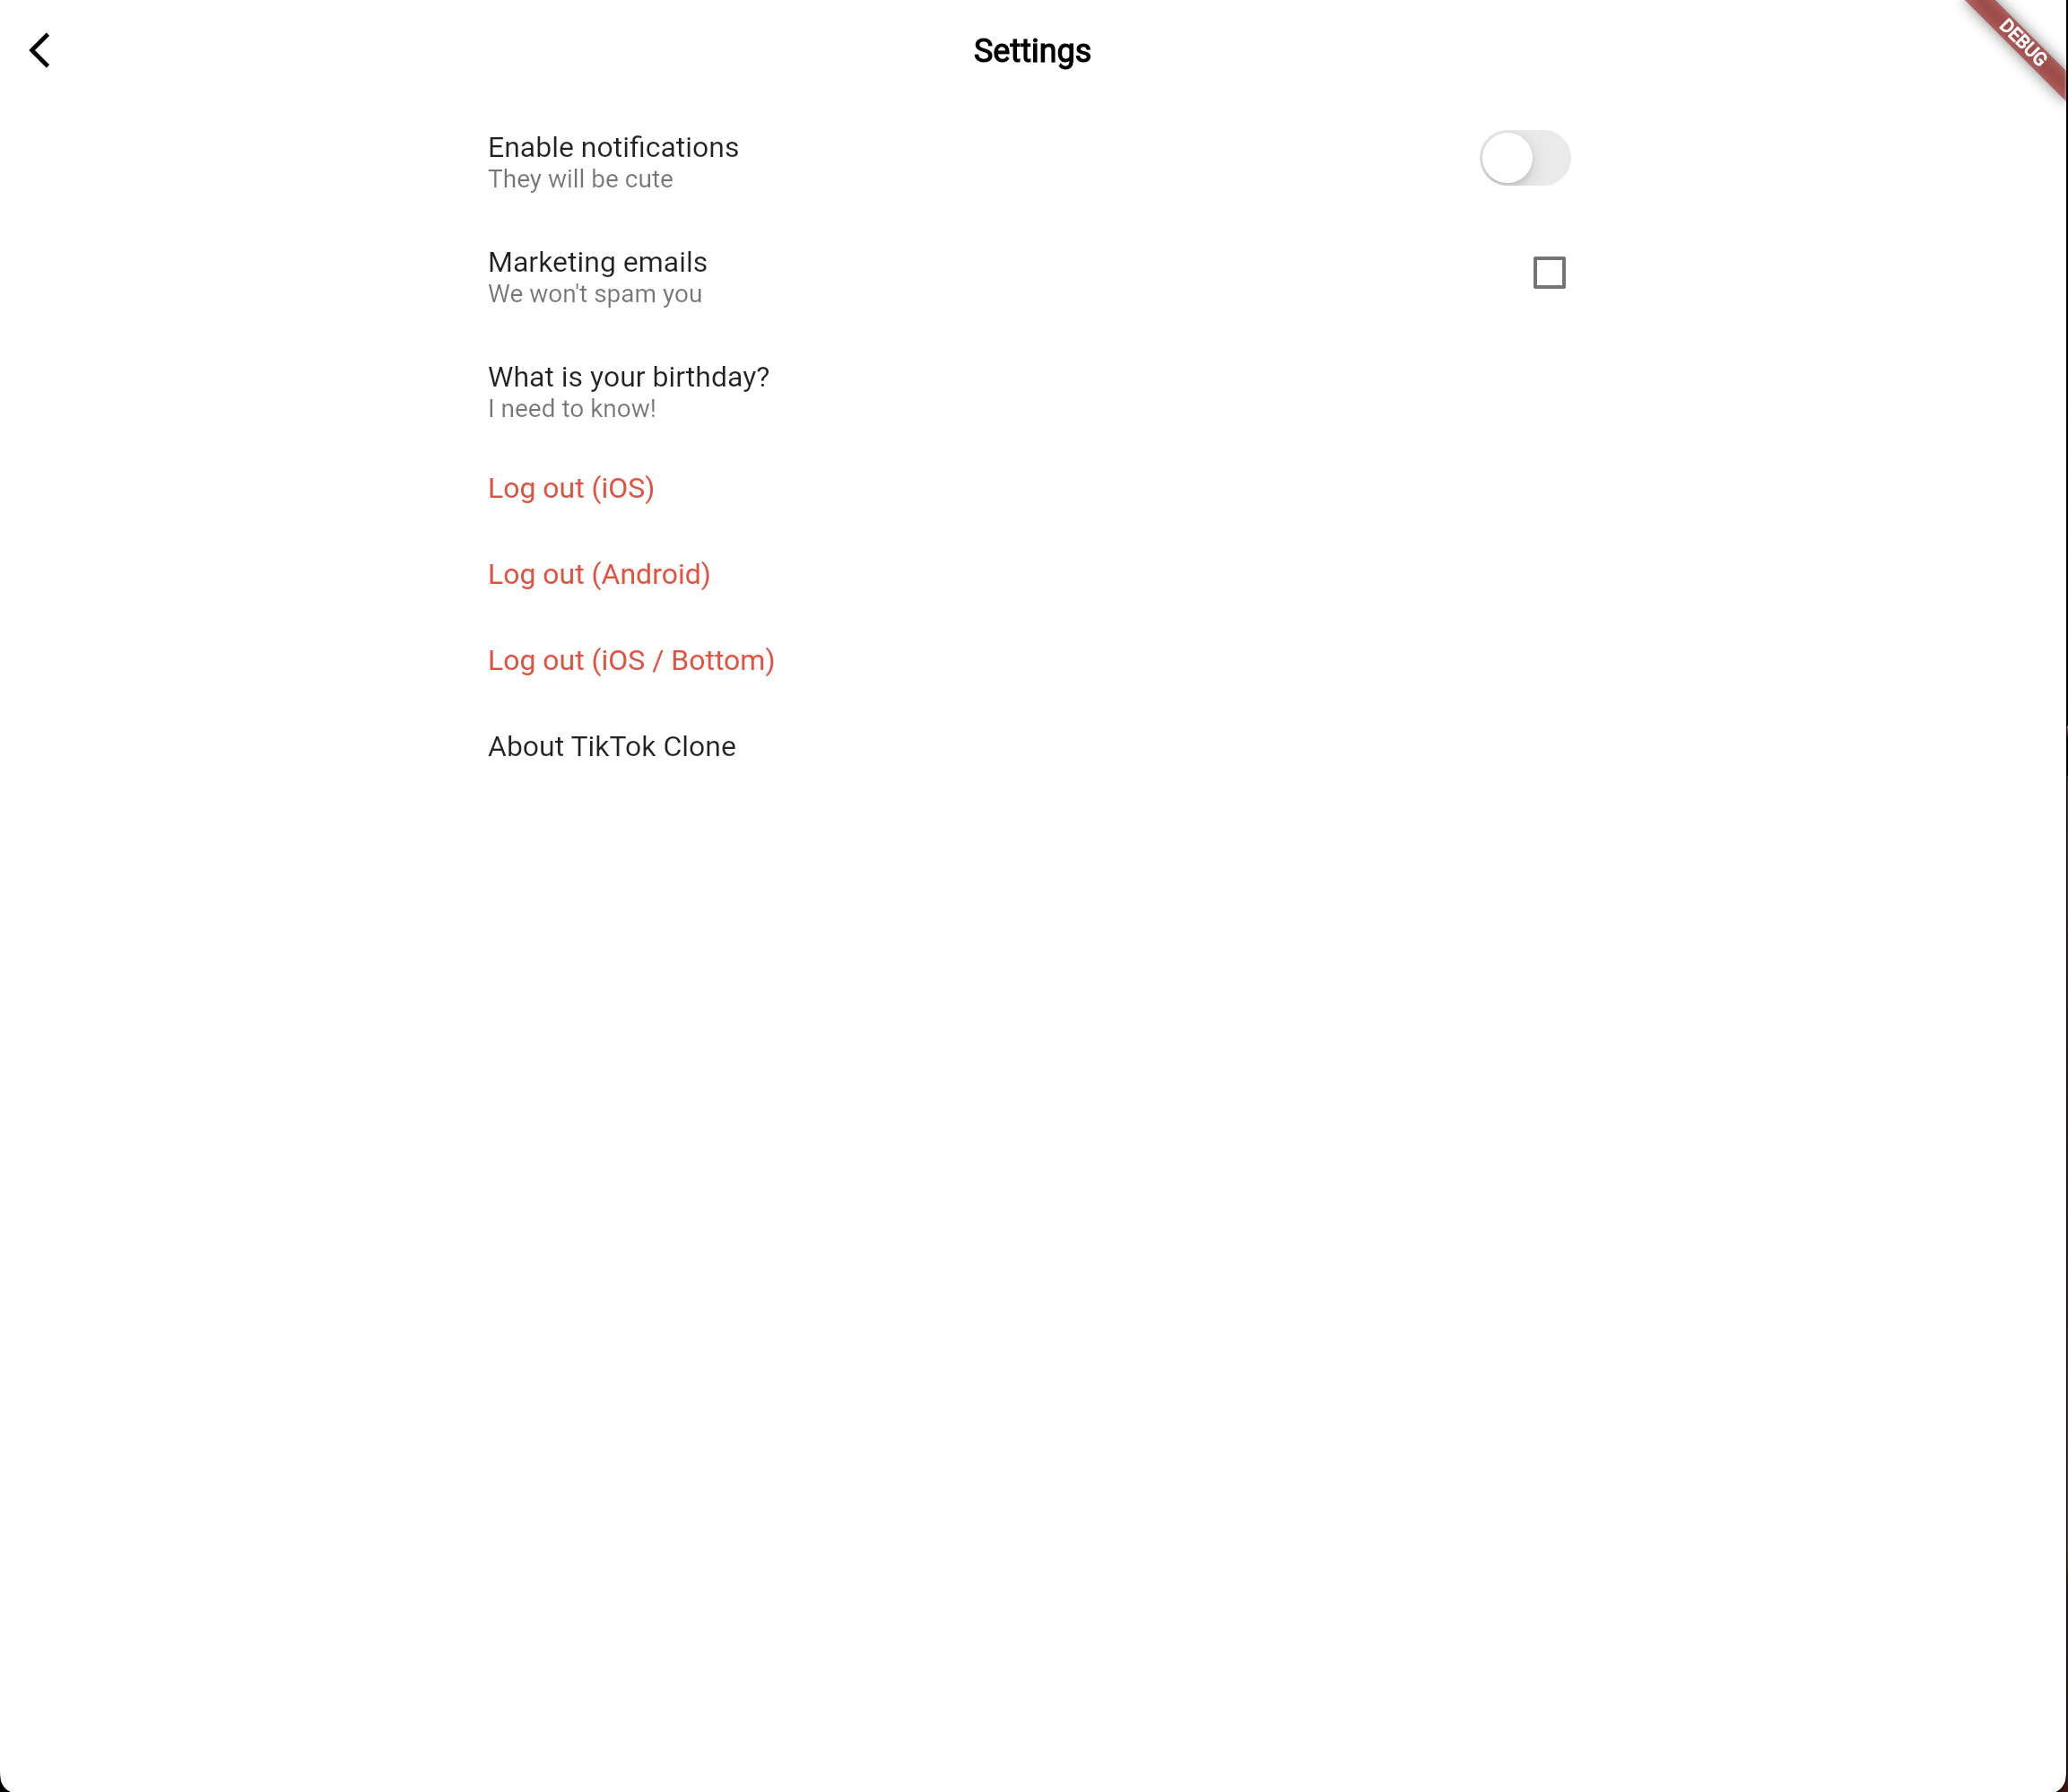 Settings
DEBUG
Enable notifications
They will be cute
Marketing emails
We won't spam you
What is your birthday?
I need to know!
Log out (iOS)
Log out (Android)
Log out (iOS / Bottom)
About TikTok Clone